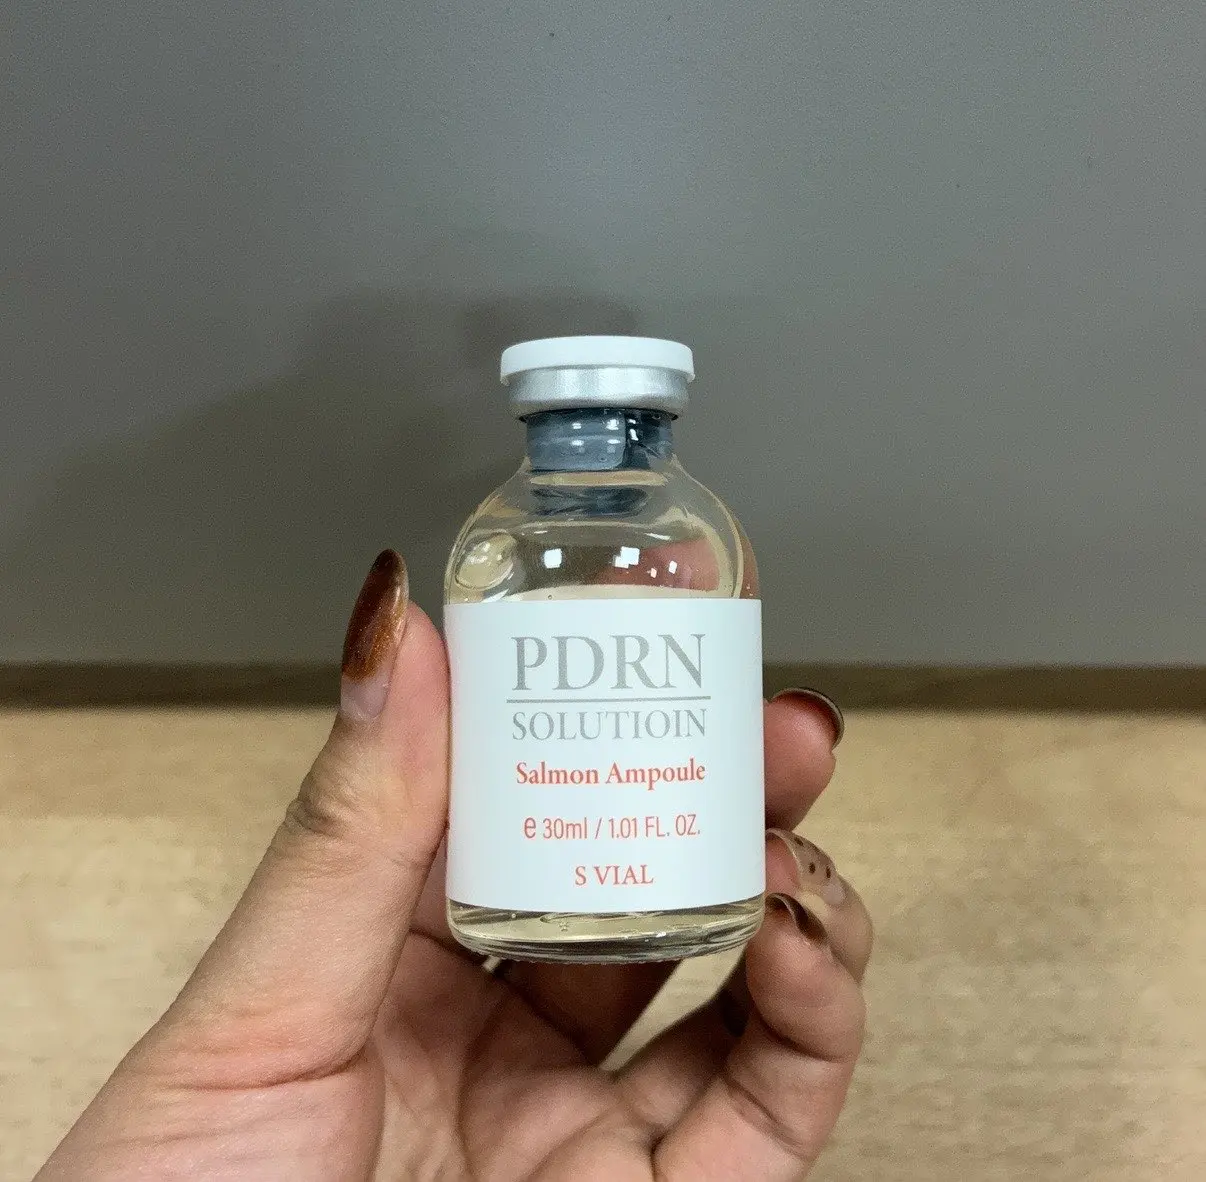 PDRN
SOLUTIOIN
Salmon Ampoule
℮ 30ml / 1.01 FL. OZ.
S VIAL